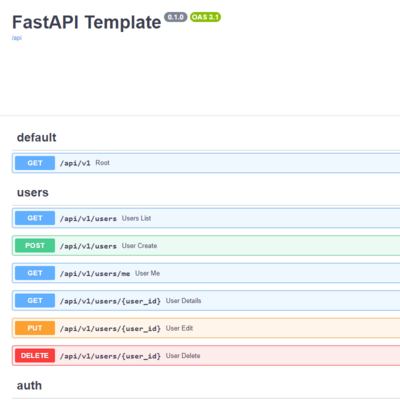 FastAPI Template 0.1.0 OAS 3.1
/api
default
GET /api/v1 Root
users
GET /api/v1/users Users List
POST /api/v1/users User Create
GET /api/v1/users/me User Me
GET /api/v1/users/{user_id} User Details
PUT /api/v1/users/{user_id} User Edit
DELETE /api/v1/users/{user_id} User Delete
auth